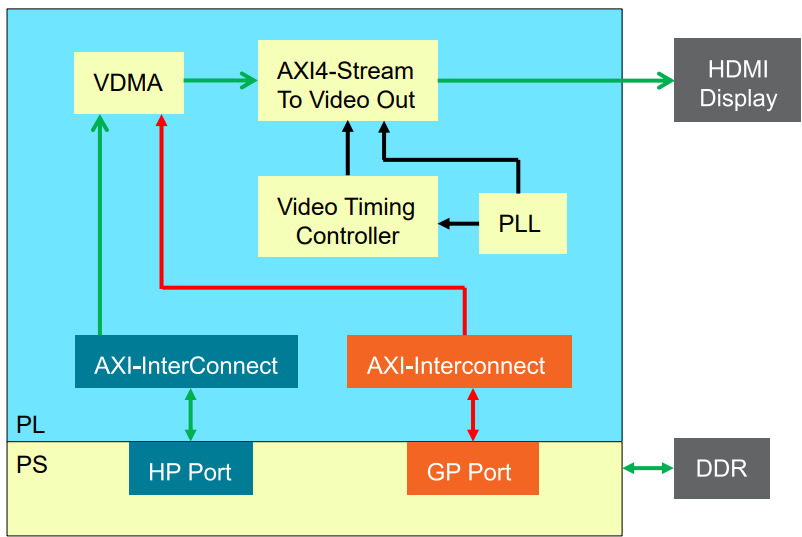 VDMA
AXI4-Stream
To Video Out
HDMI
Display
Video Timing
Controller
PLL
AXI-InterConnect
AXI-Interconnect
PL
PS
HP Port
GP Port
DDR